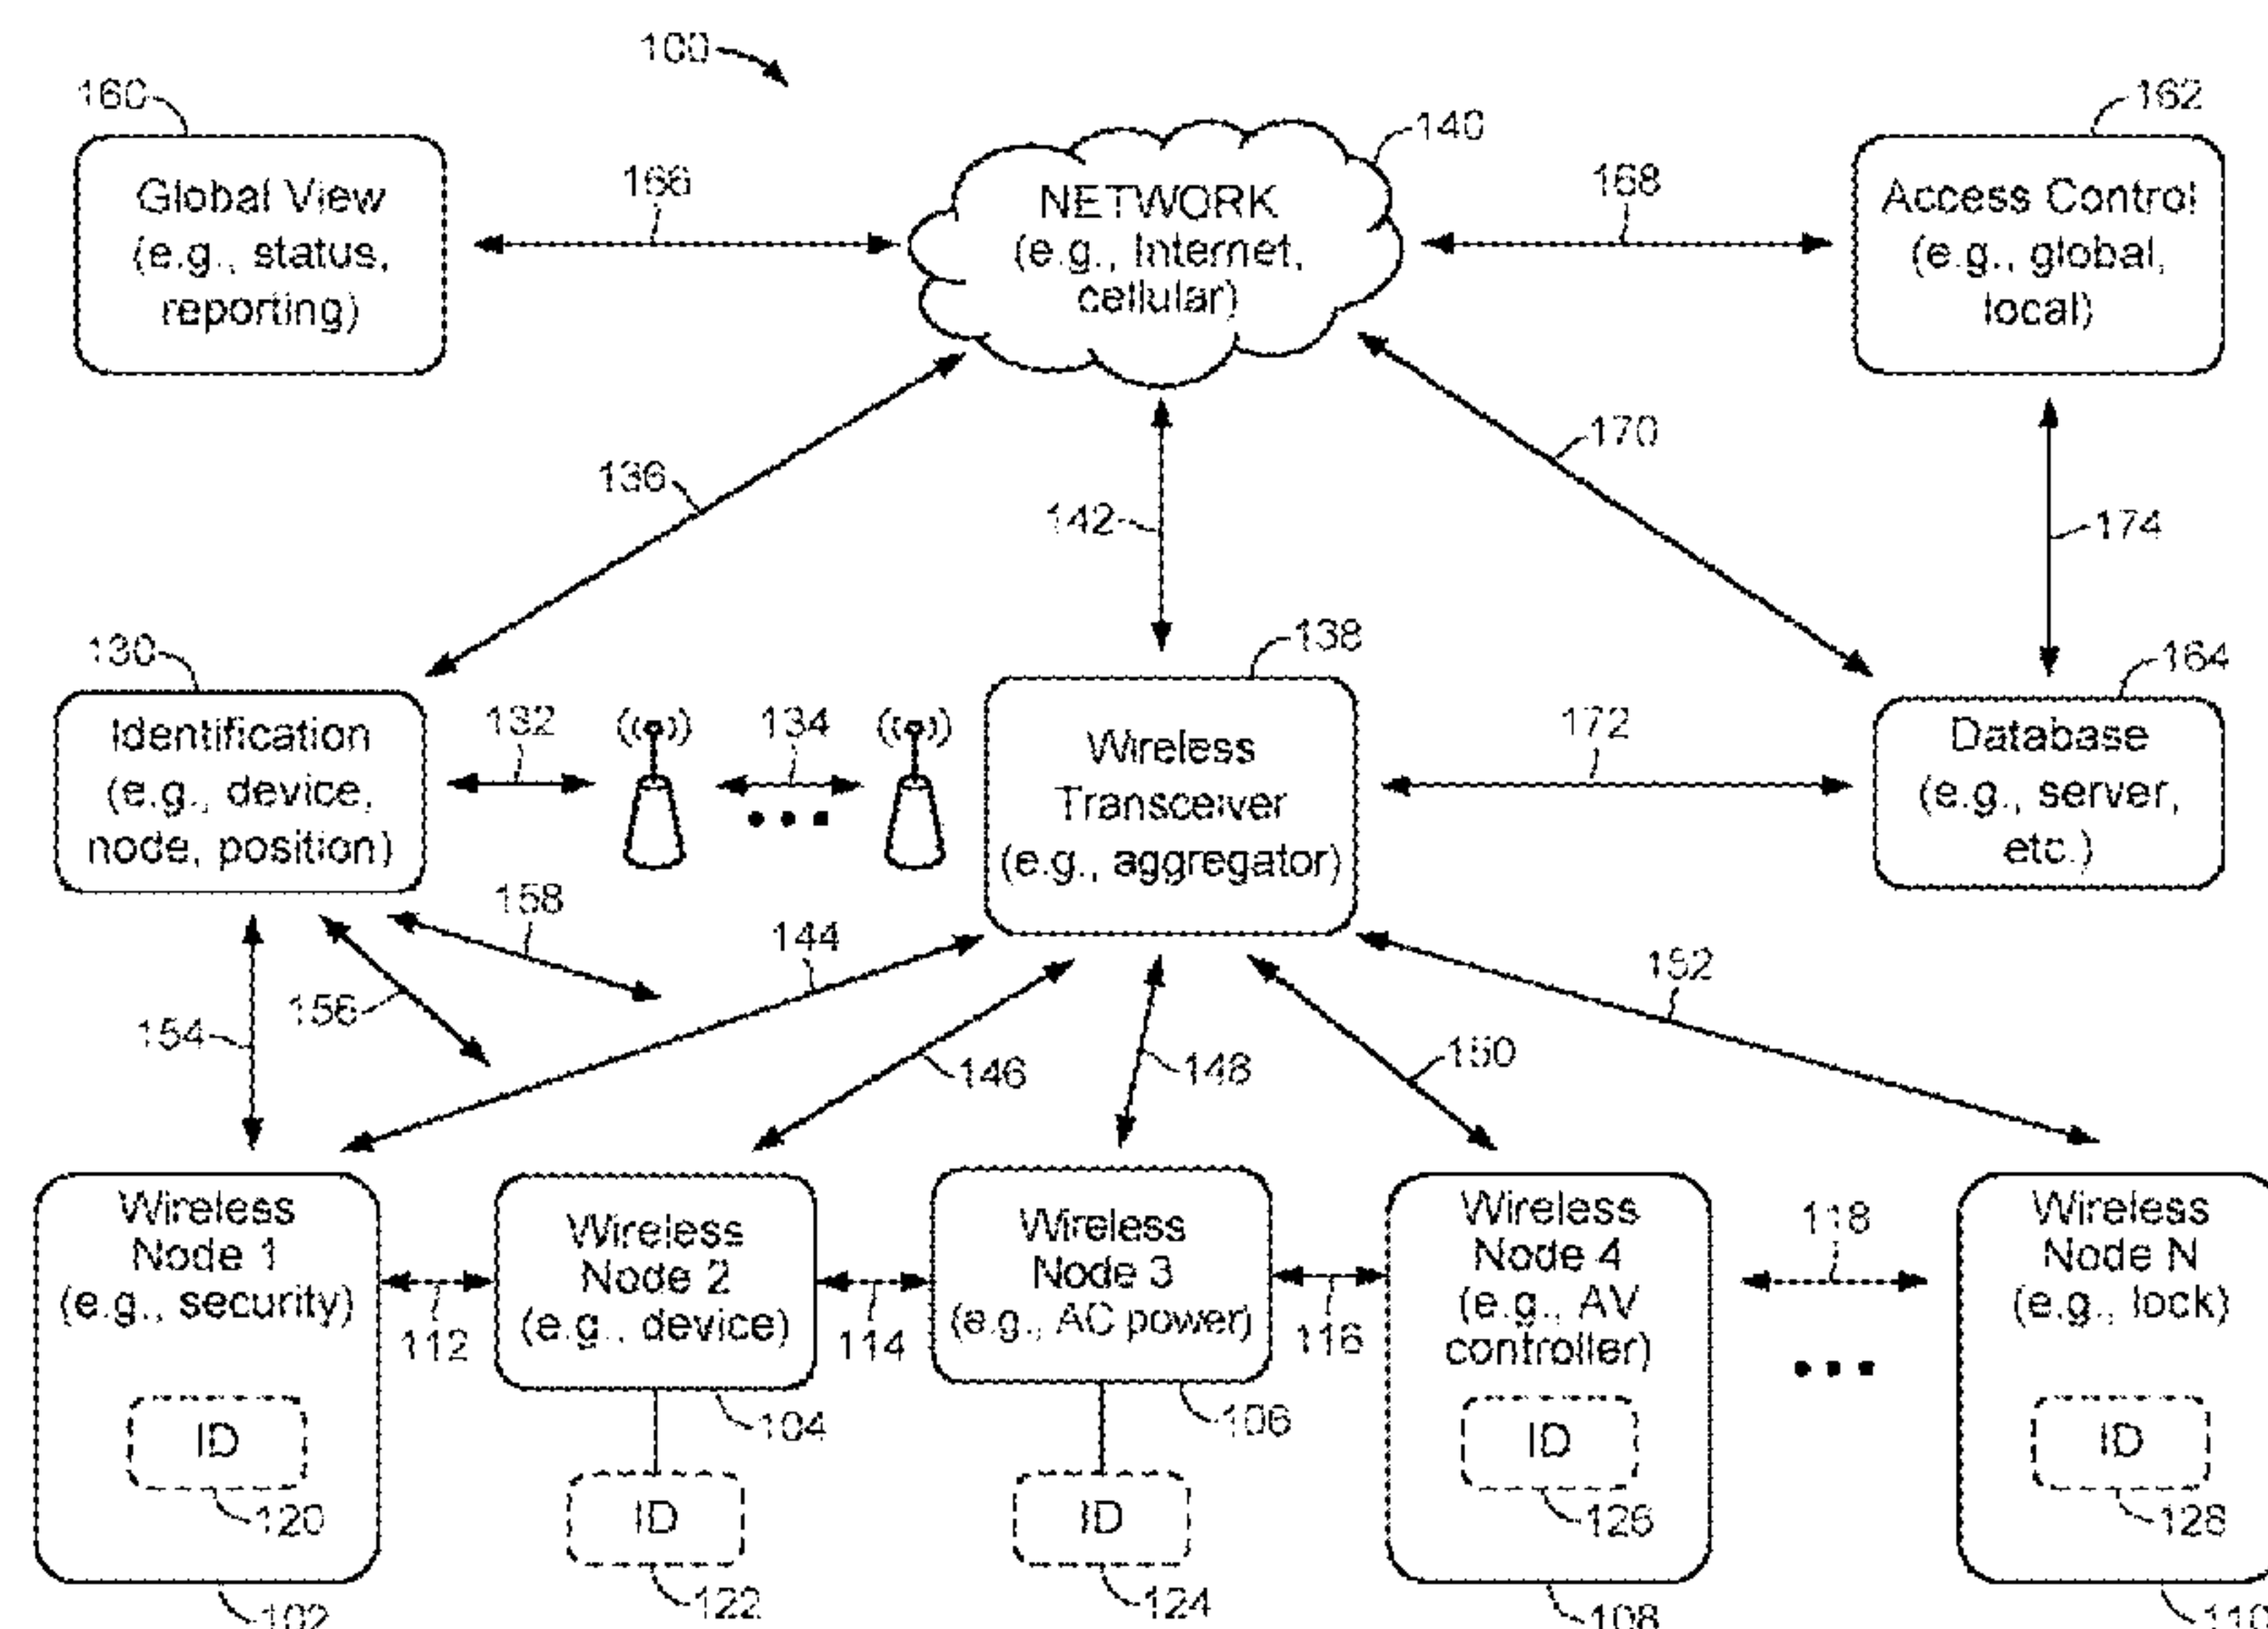 100
160
162
140
Global View
(e.g., status,
reporting)
166
NETWORK
(e.g., Internet,
cellular)
168
Access Control
(e.g., global,
local)
136
142
170
174
130
138
164
Identification
(e.g., device,
node, position)
132
134
Wireless
Transceiver
(e.g., aggregator)
172
Database
(e.g., server,
etc.)
158
144
152
154
156
146
148
150
Wireless
Node 1
(e.g., security)
112
Wireless
Node 2
(e.g., device)
114
Wireless
Node 3
(e.g., AC power)
116
Wireless
Node 4
(e.g., AV
controller)
118
Wireless
Node N
(e.g., lock)
ID
120
104
ID
122
106
ID
124
ID
126
ID
128
102
108
110